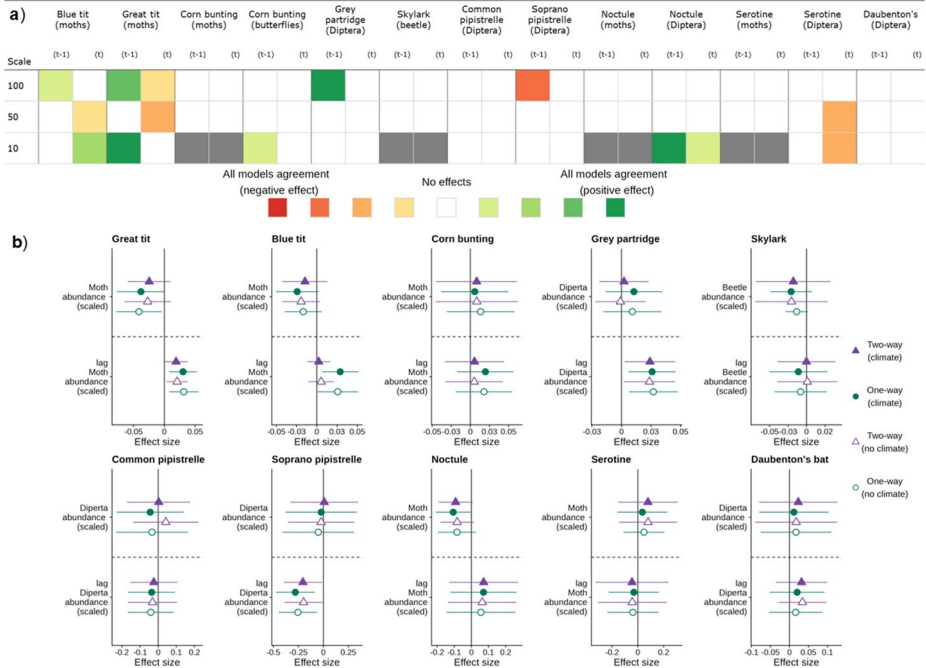 a)
Blue tit (moths)
Great tit (moths)
Corn bunting (moths)
Corn bunting (butterflies)
Grey partridge (Diptera)
Skylark (beetle)
Common pipistrelle (Diptera)
Soprano pipistrelle (Diptera)
Noctule (moths)
Noctule (Diptera)
Serotine (moths)
Serotine (Diptera)
Daubenton's (Diptera)
(t-1) (t) (t-1) (t) (t-1) (t) (t-1) (t) (t-1) (t) (t-1) (t) (t-1) (t) (t-1) (t) (t-1) (t) (t-1) (t) (t-1) (t) (t-1) (t) (t-1) (t)
Scale
100
50
10
All models agreement
(negative effect)
No effects
All models agreement
(positive effect)
b)
Great tit
Moth
abundance
(scaled)
lag
Moth
abundance
(scaled)
-0.05 0 0.05
Effect size
Blue tit
Moth
abundance
(scaled)
lag
Moth
abundance
(scaled)
-0.05 -0.03 0 0.03 0.05
Effect size
Corn bunting
Moth
abundance
(scaled)
lag
Moth
abundance
(scaled)
-0.05 -0.03 0 0.03 0.05
Effect size
Grey partridge
Diperta
abundance
(scaled)
lag
Diperta
abundance
(scaled)
-0.03 0 0.03 0.05
Effect size
Skylark
Beetle
abundance
(scaled)
lag
Beetle
abundance
(scaled)
-0.05 -0.03 0 0.02
Effect size
Two-way
(climate)
One-way
(climate)
Two-way
(no climate)
One-way
(no climate)
Common pipistrelle
Diperta
abundance
(scaled)
lag
Diperta
abundance
(scaled)
-0.2 -0.1 0 0.1 0.2
Effect size
Soprano pipistrelle
Diperta
abundance
(scaled)
lag
Diperta
abundance
(scaled)
-0.5 -0.25 0 0.25
Effect size
Noctule
Moth
abundance
(scaled)
lag
Moth
abundance
(scaled)
-0.2 -0.1 0 0.1 0.2
Effect size
Serotine
Moth
abundance
(scaled)
lag
Moth
abundance
(scaled)
-0.2 -0.1 0 0.1 0.2
Effect size
Daubenton's bat
Diperta
abundance
(scaled)
lag
Diperta
abundance
(scaled)
-0.1 -0.05 0 0.05 0.1
Effect size